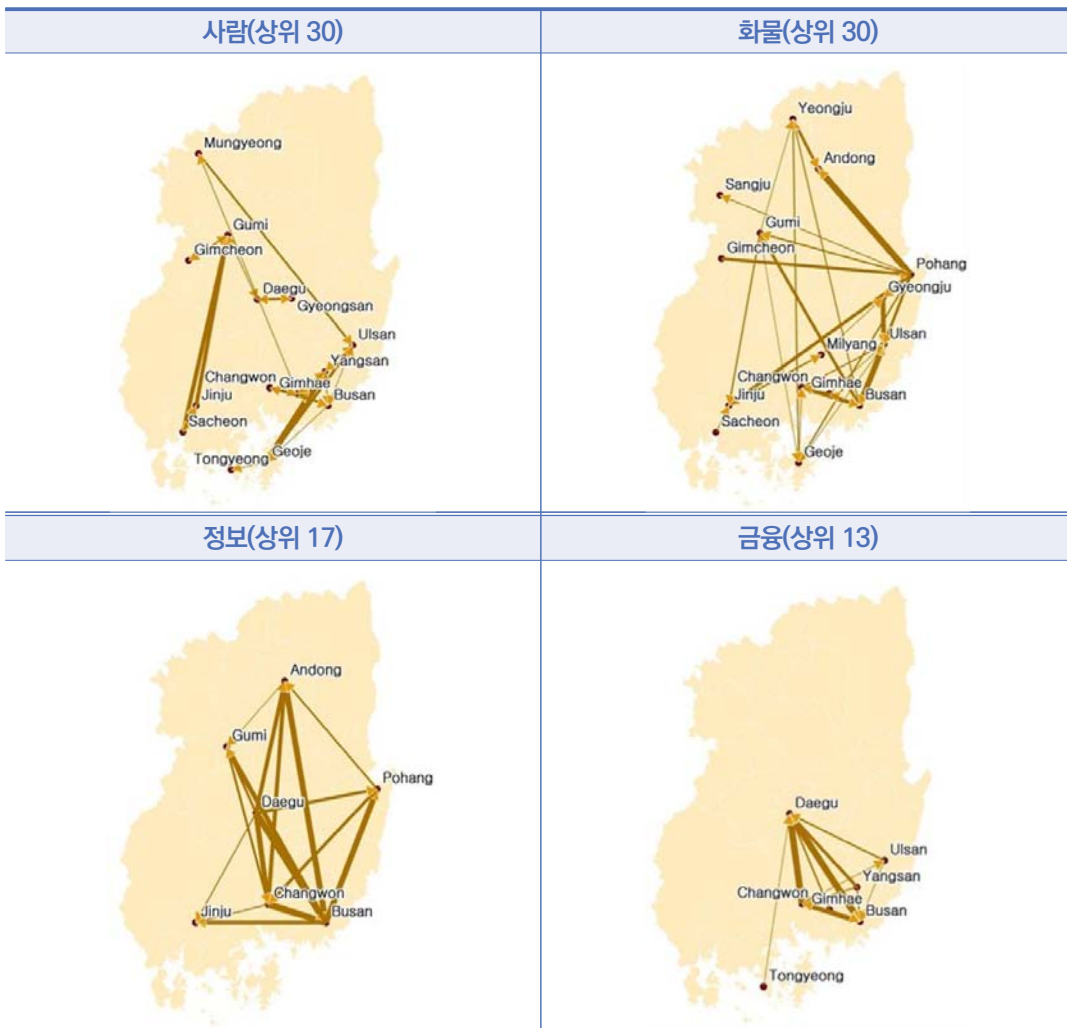 사람(상위 30)
화물(상위 30)
Mungyeong
Gumi
Gimcheon
Daegu
Gyeongsan
Ulsan
Yangsan
Changwon
Gimhae
Jinju
Busan
Sacheon
Tongyeong
Geoje
Yeongju
Andong
Sangju
Gumi
Gimcheon
Pohang
Gyeongju
Ulsan
Milyang
Changwon
Gimhae
Jinju
Busan
Sacheon
Geoje
정보(상위 17)
금융(상위 13)
Andong
Gumi
Pohang
Daegu
Changwon
Jinju
Busan
Daegu
Ulsan
Yangsan
Changwon
Gimhae
Busan
Tongyeong